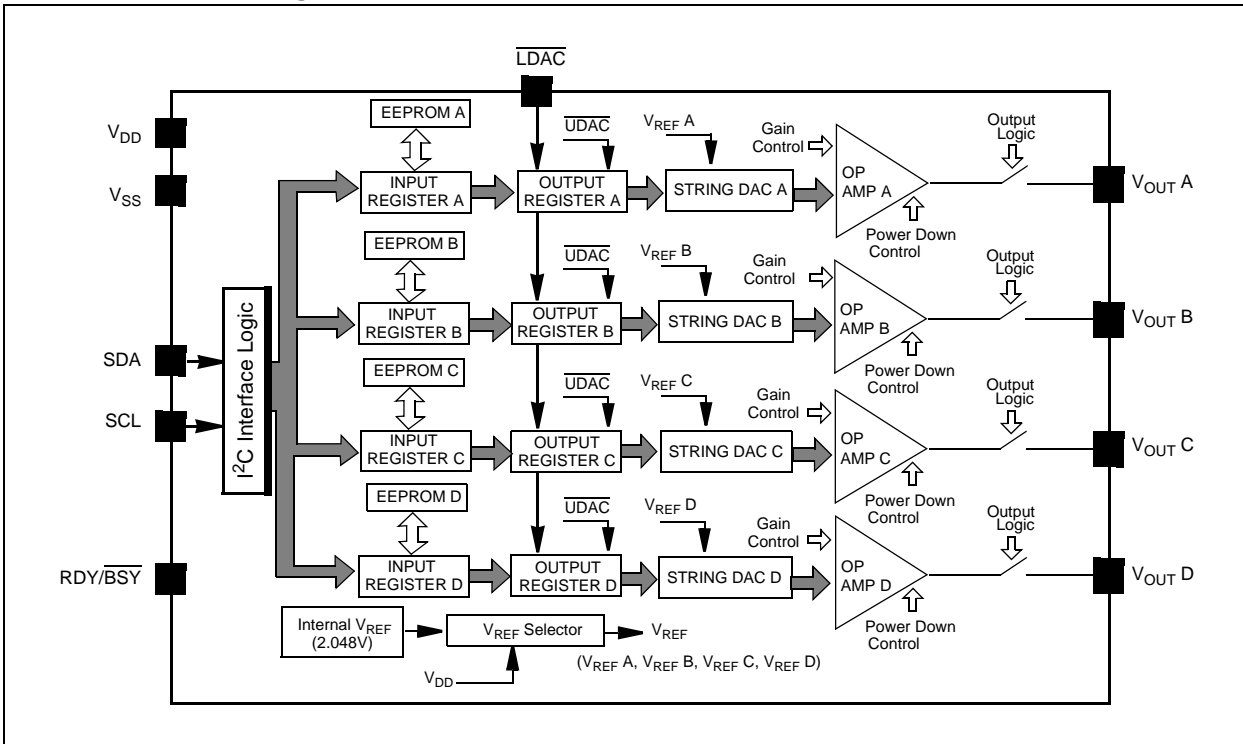 LDAC
EEPROM A
VDD
UDAC
VREF A
Gain
Control
Output
Logic
VSS
INPUT
REGISTER A
OUTPUT
REGISTER A
STRING DAC A
OP
AMP A
VOUT A
Power Down
Control
EEPROM B
UDAC
VREF B
Gain
Control
Output
Logic
INPUT
REGISTER B
OUTPUT
REGISTER B
STRING DAC B
OP
AMP B
VOUT B
Power Down
Control
SDA
SCL
I²C Interface Logic
EEPROM C
UDAC
VREF C
Gain
Control
Output
Logic
INPUT
REGISTER C
OUTPUT
REGISTER C
STRING DAC C
OP
AMP C
VOUT C
Power Down
Control
EEPROM D
UDAC
VREF D
Gain
Control
Output
Logic
RDY/BSY
INPUT
REGISTER D
OUTPUT
REGISTER D
STRING DAC D
OP
AMP D
VOUT D
Power Down
Control
Internal VREF
(2.048V)
VREF Selector
VREF
(VREF A, VREF B, VREF C, VREF D)
VDD